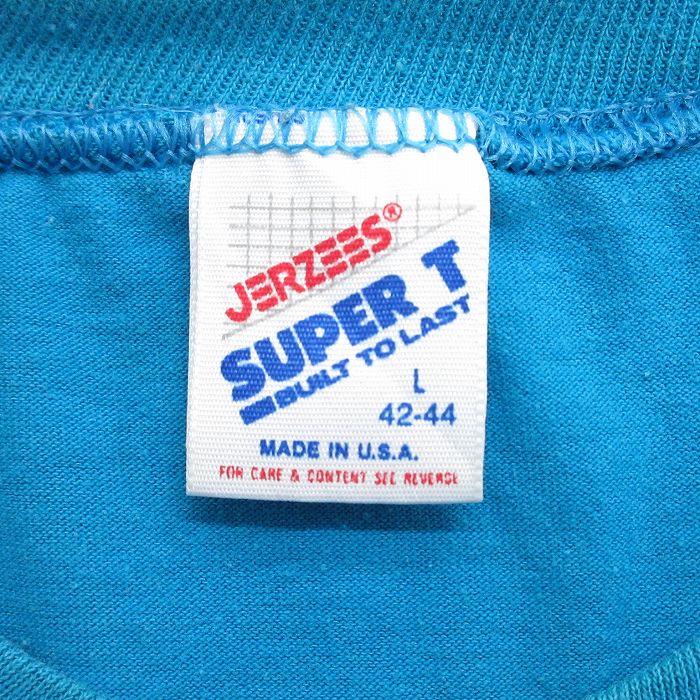 JERZEES®
SUPER T
BUILT TO LAST
L
42-44
MADE IN U.S.A.
FOR CARE & CONTENT SEE REVERSE